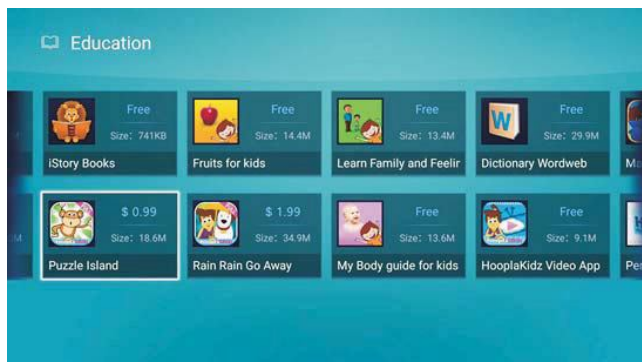 Education
Free
Size: 741KB
iStory Books
Free
Size: 14.4M
Fruits for kids
Free
Size: 13.4M
Learn Family and Feelir
Free
Size: 29.9M
W
Dictionary Wordweb
$ 0.99
Size: 18.6M
Puzzle Island
$ 1.99
Size: 34.9M
Rain Rain Go Away
Free
Size: 13.6M
My Body guide for kids
Free
Size: 9.1M
HooplaKidz Video App
Pe